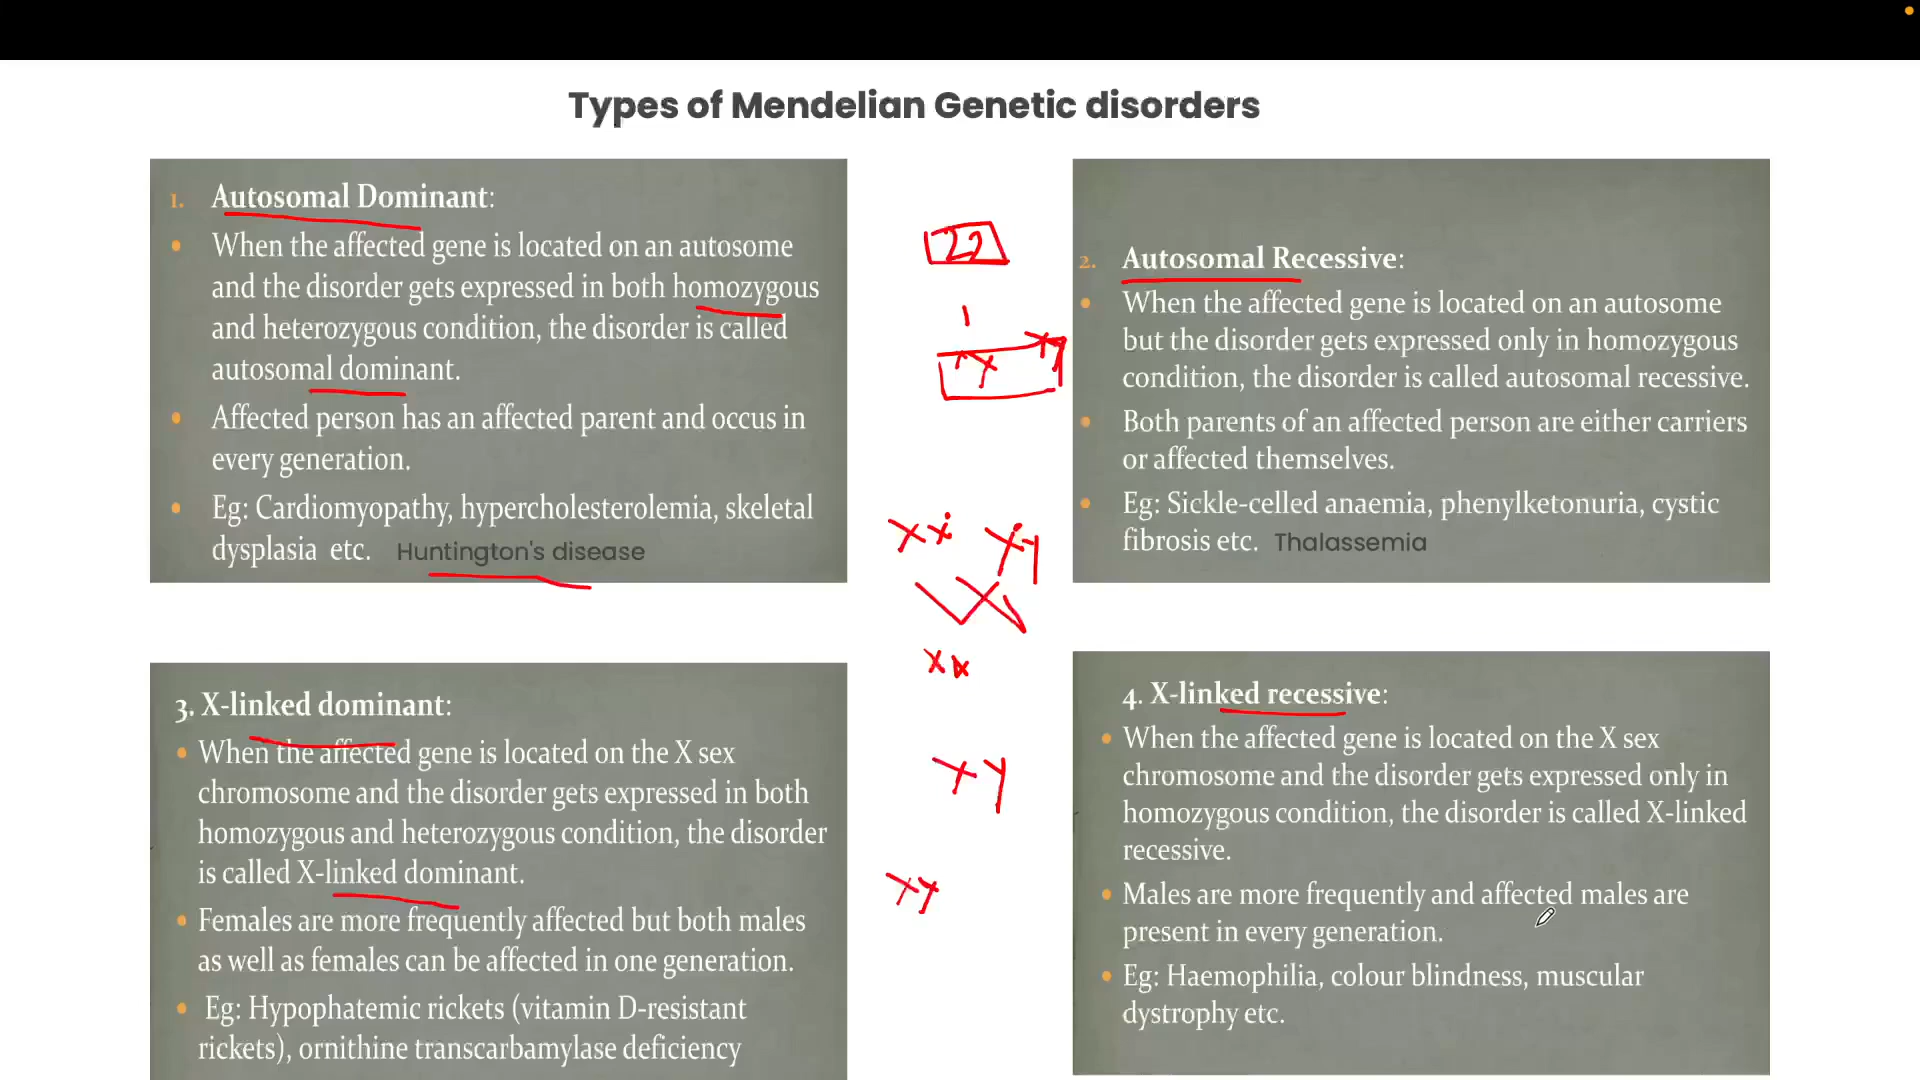 Types of Mendelian Genetic disorders
1. Autosomal Dominant:
• When the affected gene is located on an autosome
and the disorder gets expressed in both homozygous
and heterozygous condition, the disorder is called
autosomal dominant.
• Affected person has an affected parent and occus in
every generation.
• Eg: Cardiomyopathy, hypercholesterolemia, skeletal
dysplasia etc. Huntington's disease
22
1
XX XY
XX XY
XX
XY
XY
2. Autosomal Recessive:
• When the affected gene is located on an autosome
but the disorder gets expressed only in homozygous
condition, the disorder is called autosomal recessive.
• Both parents of an affected person are either carriers
or affected themselves.
• Eg: Sickle-celled anaemia, phenylketonuria, cystic
fibrosis etc. Thalassemia
3. X-linked dominant:
• When the affected gene is located on the X sex
chromosome and the disorder gets expressed in both
homozygous and heterozygous condition, the disorder
is called X-linked dominant.
• Females are more frequently affected but both males
as well as females can be affected in one generation.
• Eg: Hypophatemic rickets (vitamin D-resistant
rickets), ornithine transcarbamylase deficiency
4. X-linked recessive:
• When the affected gene is located on the X sex
chromosome and the disorder gets expressed only in
homozygous condition, the disorder is called X-linked
recessive.
• Males are more frequently and affected males are
present in every generation.
• Eg: Haemophilia, colour blindness, muscular
dystrophy etc.